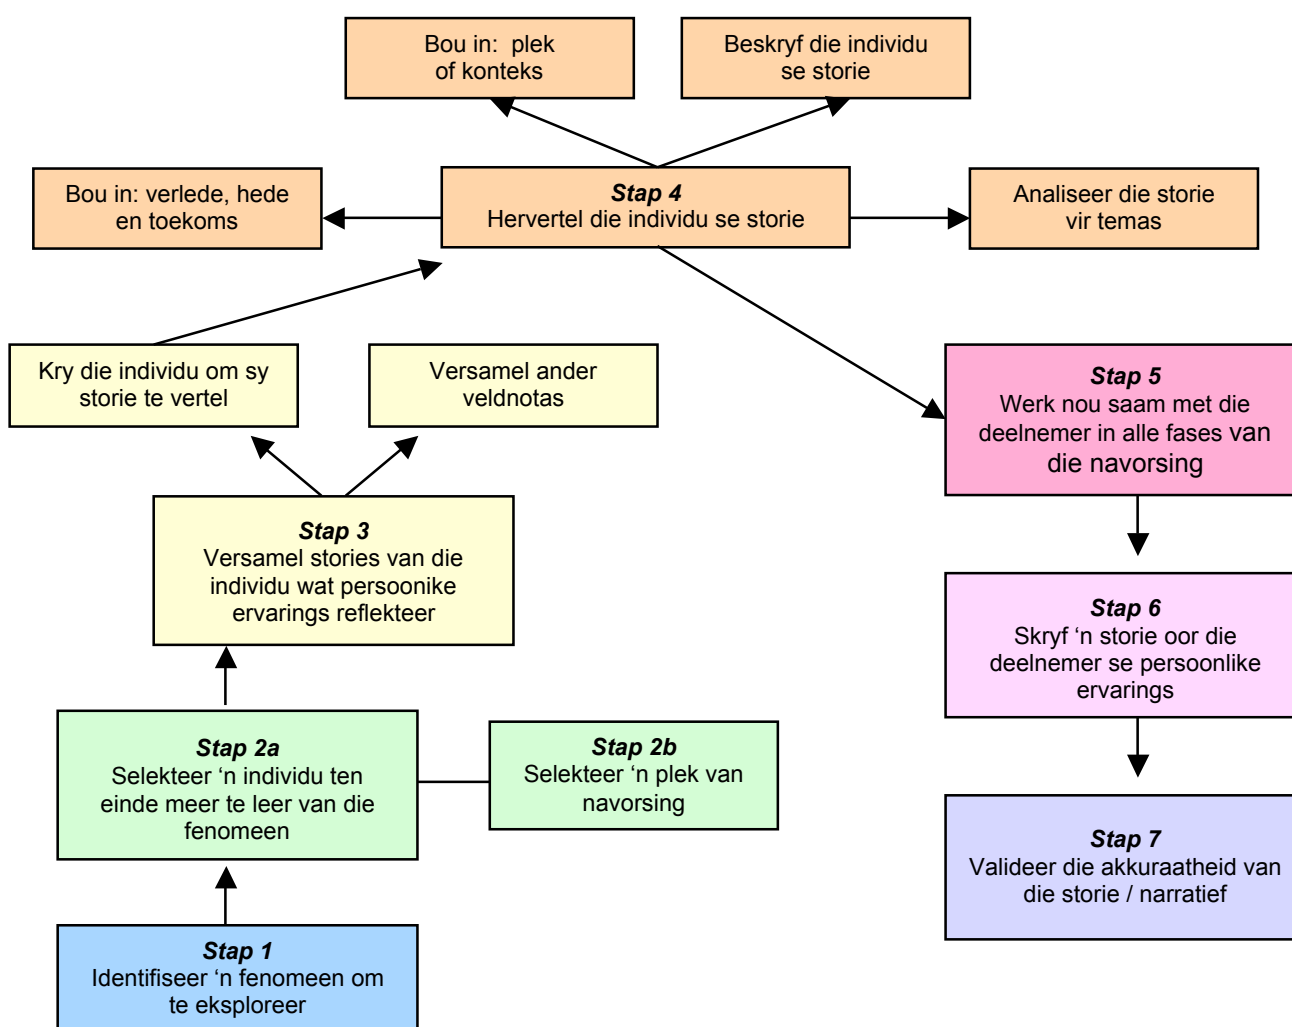 Bou in:  plek
of konteks
Beskryf die individu
se storie
Bou in: verlede, hede
en toekoms
Stap 4
Hervertel die individu se storie
Analiseer die storie
vir temas
Kry die individu om sy
storie te vertel
Versamel ander
veldnotas
Stap 5
Werk nou saam met die
deelnemer in alle fases van
die navorsing
Stap 3
Versamel stories van die
individu wat persoonike
ervarings reflekteer
Stap 6
Skryf ‘n storie oor die
deelnemer se persoonlike
ervarings
Stap 2a
Selekteer ‘n individu ten
einde meer te leer van die
fenomeen
Stap 2b
Selekteer ‘n plek van
navorsing
Stap 7
Valideer die akkuraatheid van
die storie / narratief
Stap 1
Identifiseer ‘n fenomeen om
te eksploreer